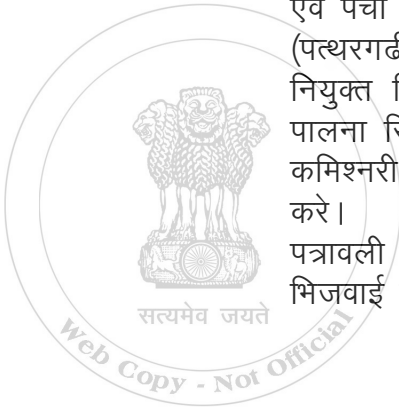 एवं पंचा
(पत्थरगढी
नियुक्त
पालना
कमिश्नरी
करे।
पत्रावली
भिजवाई
सत्यमेव जयते
Web Copy - Not Official